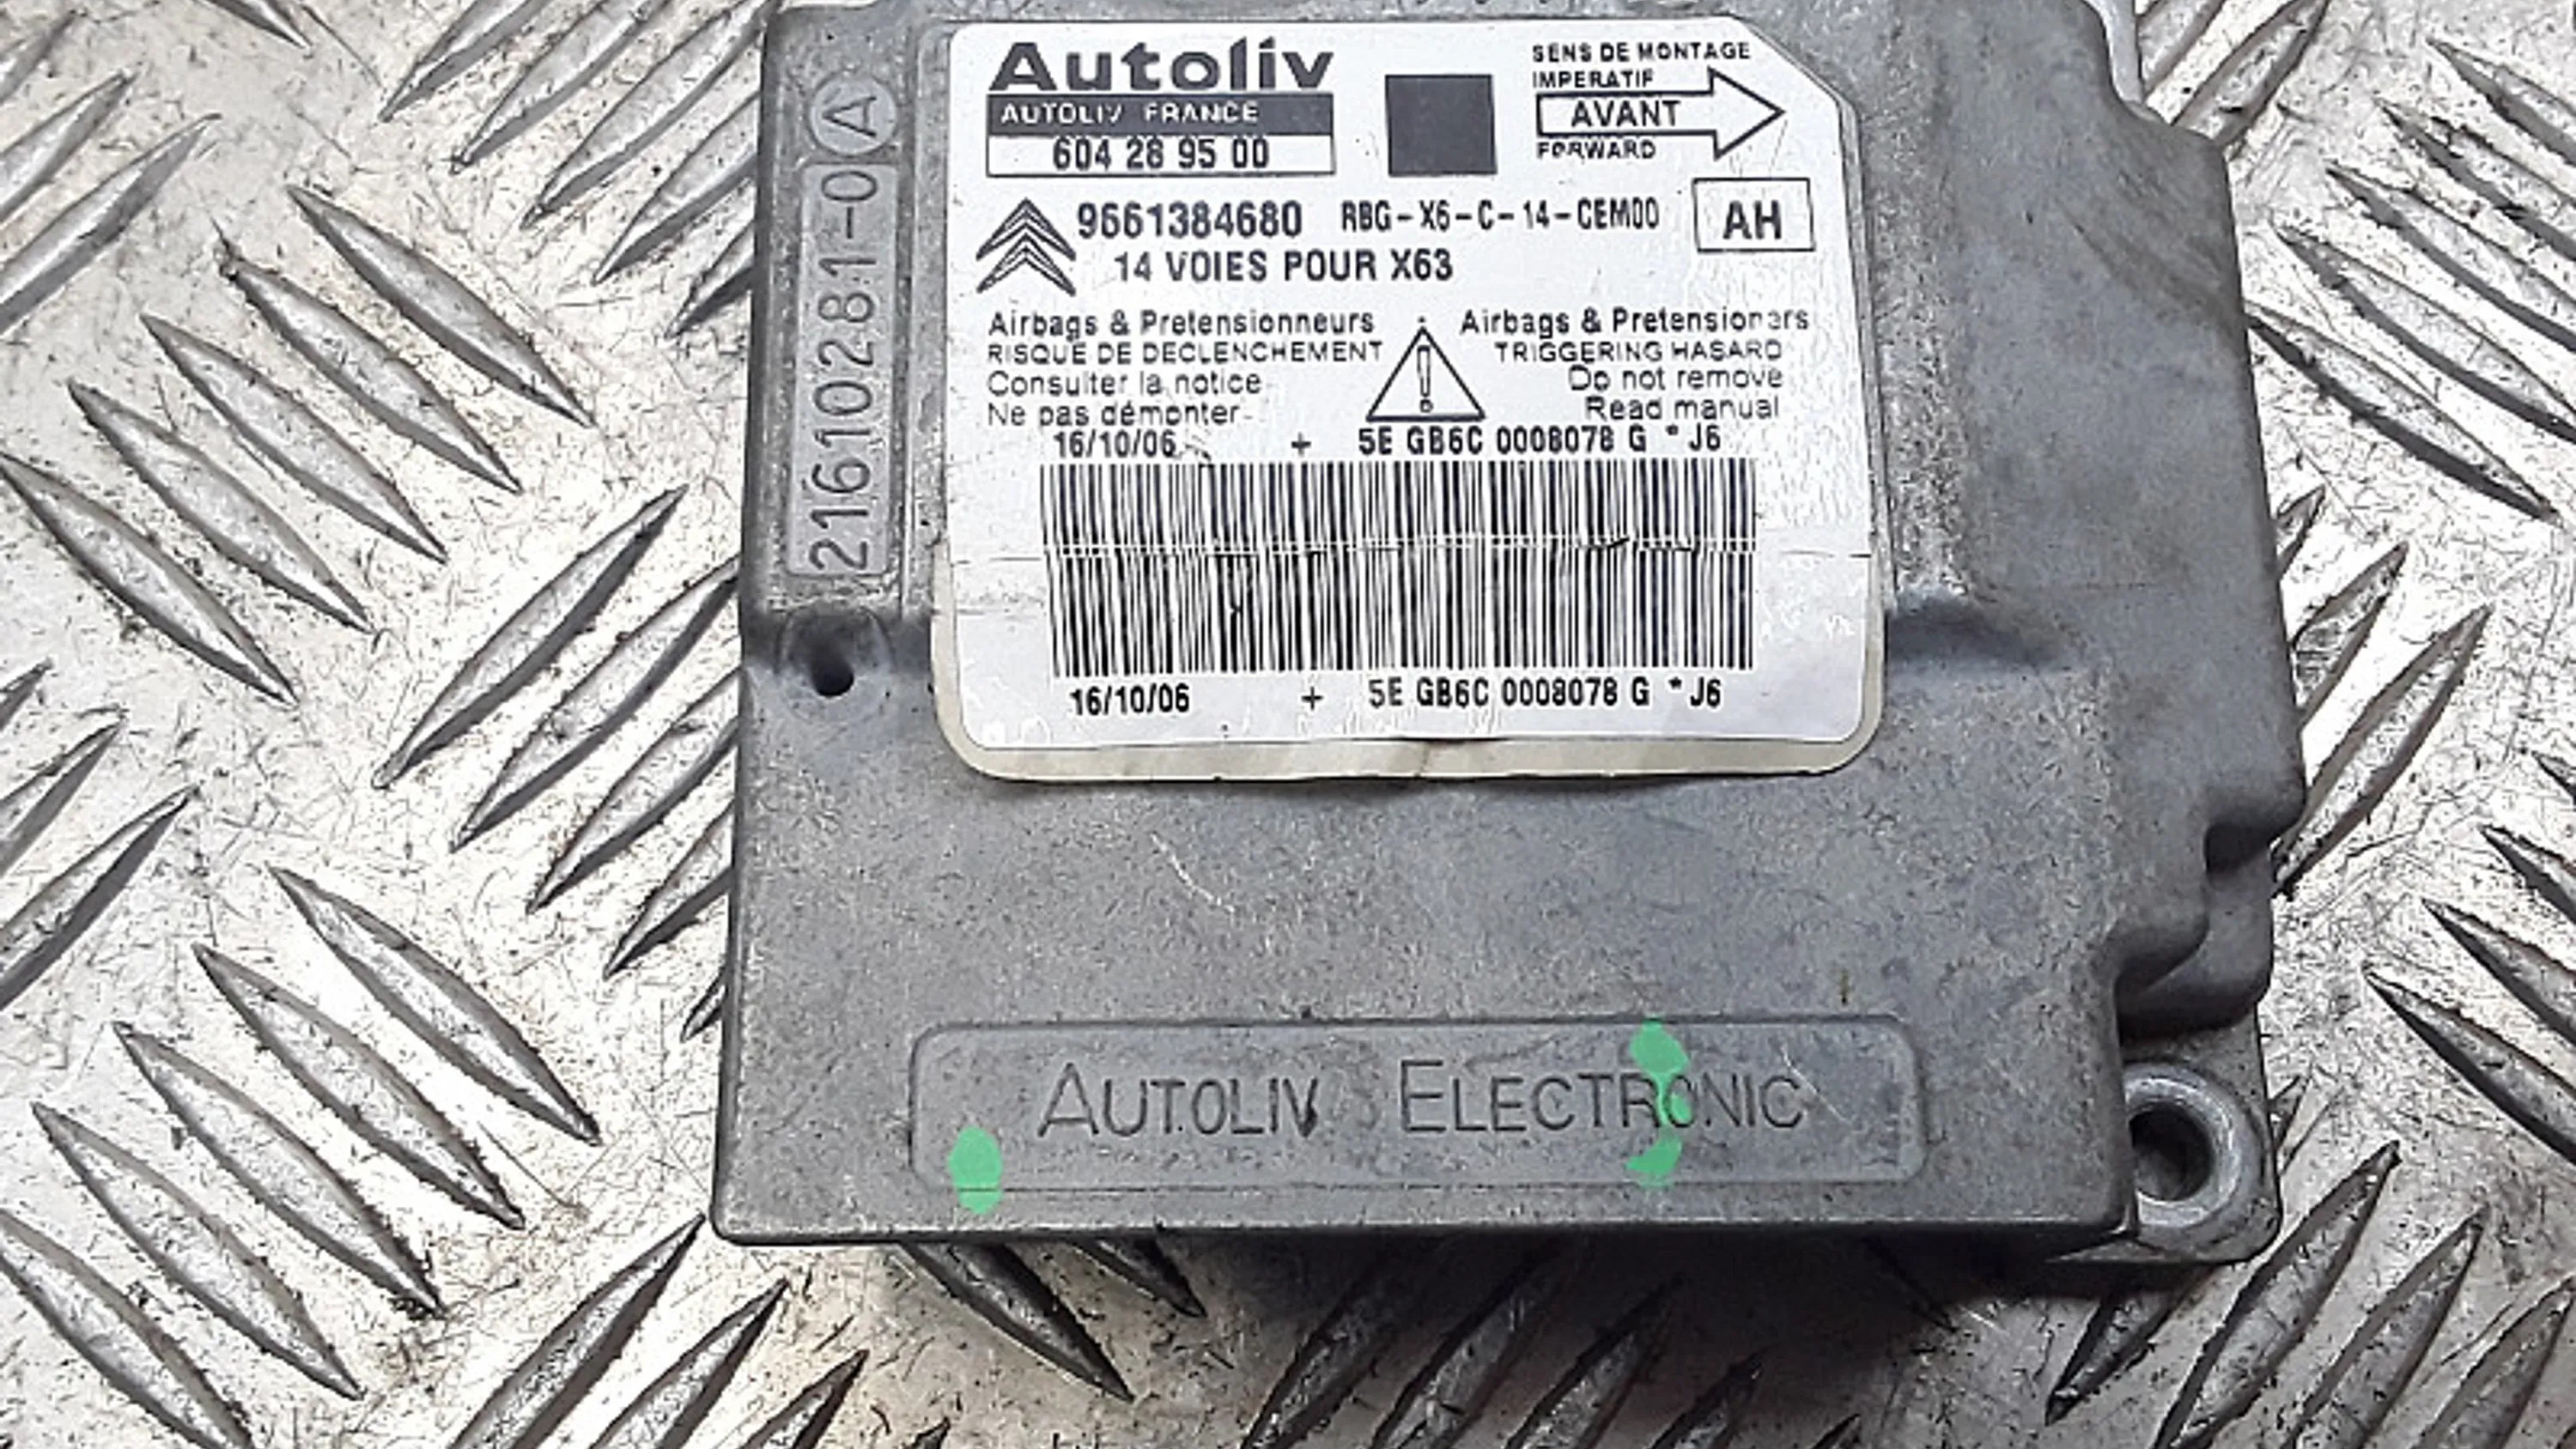 Autoliv
AUTOLIV FRANCE
604 28 95 00
SENS DE MONTAGE
IMPERATIF
AVANT
FORWARD
9661384680 RBG-X6-C-14-CEM00 AH
14 VOIES POUR X63
Airbags & Pretensionneurs
RISQUE DE DECLENCHEMENT
Consulter la notice
Ne pas démonter
Airbags & Pretensioners
TRIGGERING HASARD
Do not remove
Read manual
16/10/06 + 5E GB6C 0008078 G * J6
16/10/06 + 5E GB6C 0008078 G * J6
21610281-0 A
AUTOLIV ELECTRONIC